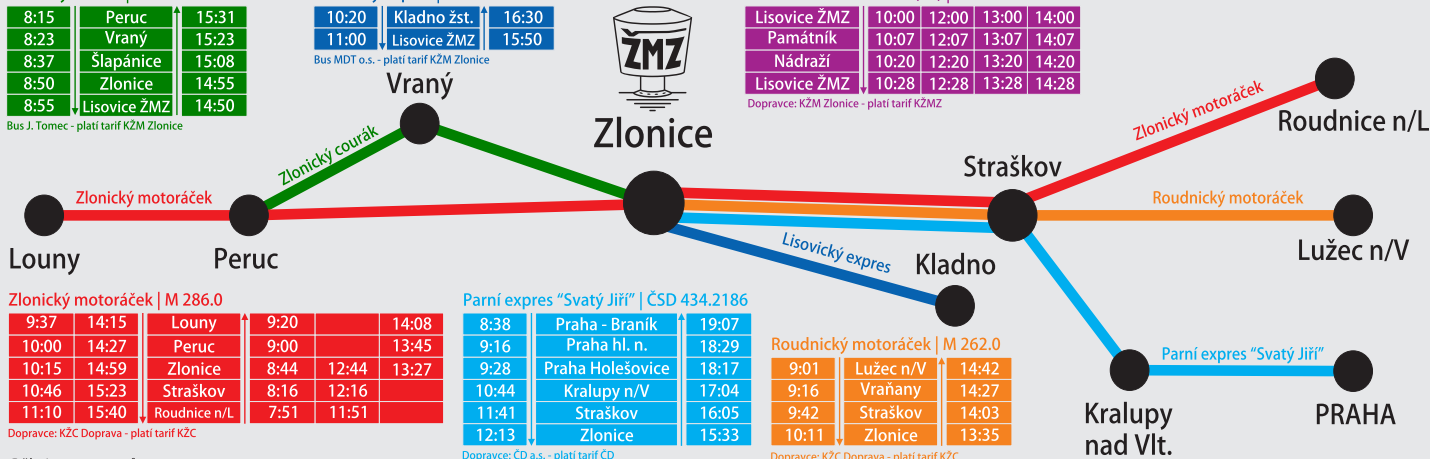 8:15 Peruc 15:31
8:23 Vraný 15:23
8:37 Šlapánice 15:08
8:50 Zlonice 14:55
8:55 Lisovice ŽMZ 14:50
Bus J. Tomec - platí tarif KŽM Zlonice
10:20 Kladno žst. 16:30
11:00 Lisovice ŽMZ 15:50
Bus MDT o.s. - platí tarif KŽM Zlonice
ŽMZ
Lisovice ŽMZ 10:00 12:00 13:00 14:00
Památník 10:07 12:07 13:07 14:07
Nádraží 10:20 12:20 13:20 14:20
Lisovice ŽMZ 10:28 12:28 13:28 14:28
Dopravce: KŽM Zlonice - platí tarif KŽMZ
Vraný
Zlonice
Zlonický motoráček
Roudnice n/L
Zlonický courák
Straškov
Zlonický motoráček
Roudnický motoráček
Louny
Peruc
Lisovický expres
Kladno
Lužec n/V
Zlonický motoráček | M 286.0
9:37 14:15 Louny 9:20 14:08
10:00 14:27 Peruc 9:00 13:45
10:15 14:59 Zlonice 8:44 12:44 13:27
10:46 15:23 Straškov 8:16 12:16
11:10 15:40 Roudnice n/L 7:51 11:51
Dopravce: KŽC Doprava - platí tarif KŽC
Parní expres “Svatý Jiří” | ČSD 434.2186
8:38 Praha - Braník 19:07
9:16 Praha hl. n. 18:29
9:28 Praha Holešovice 18:17
10:44 Kralupy n/V 17:04
11:41 Straškov 16:05
12:13 Zlonice 15:33
Dopravce: ČD a.s. - platí tarif ČD
Roudnický motoráček | M 262.0
9:01 Lužec n/V 14:42
9:16 Vraňany 14:27
9:42 Straškov 14:03
10:11 Zlonice 13:35
Dopravce: KŽC Doprava - platí tarif KŽC
Parní expres “Svatý Jiří”
Kralupy
nad Vlt.
PRAHA